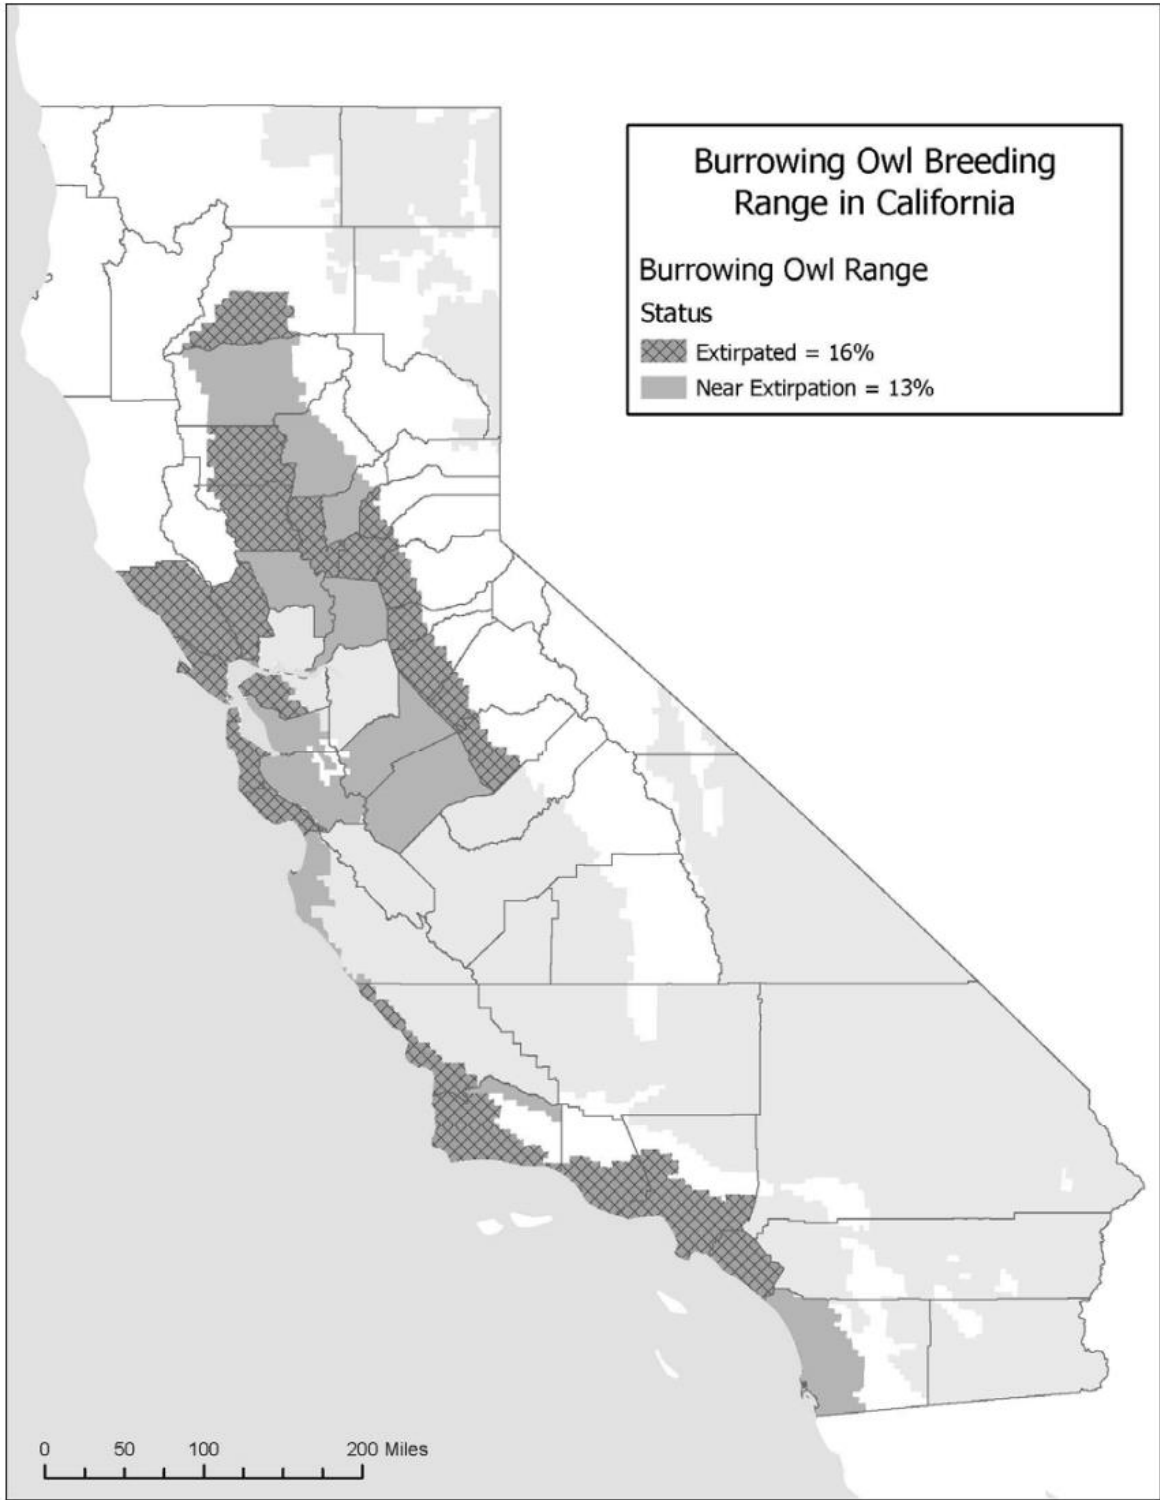 Burrowing Owl Breeding
Range in California
Burrowing Owl Range
Status
Extirpated = 16%
Near Extirpation = 13%
0 50 100 200 Miles